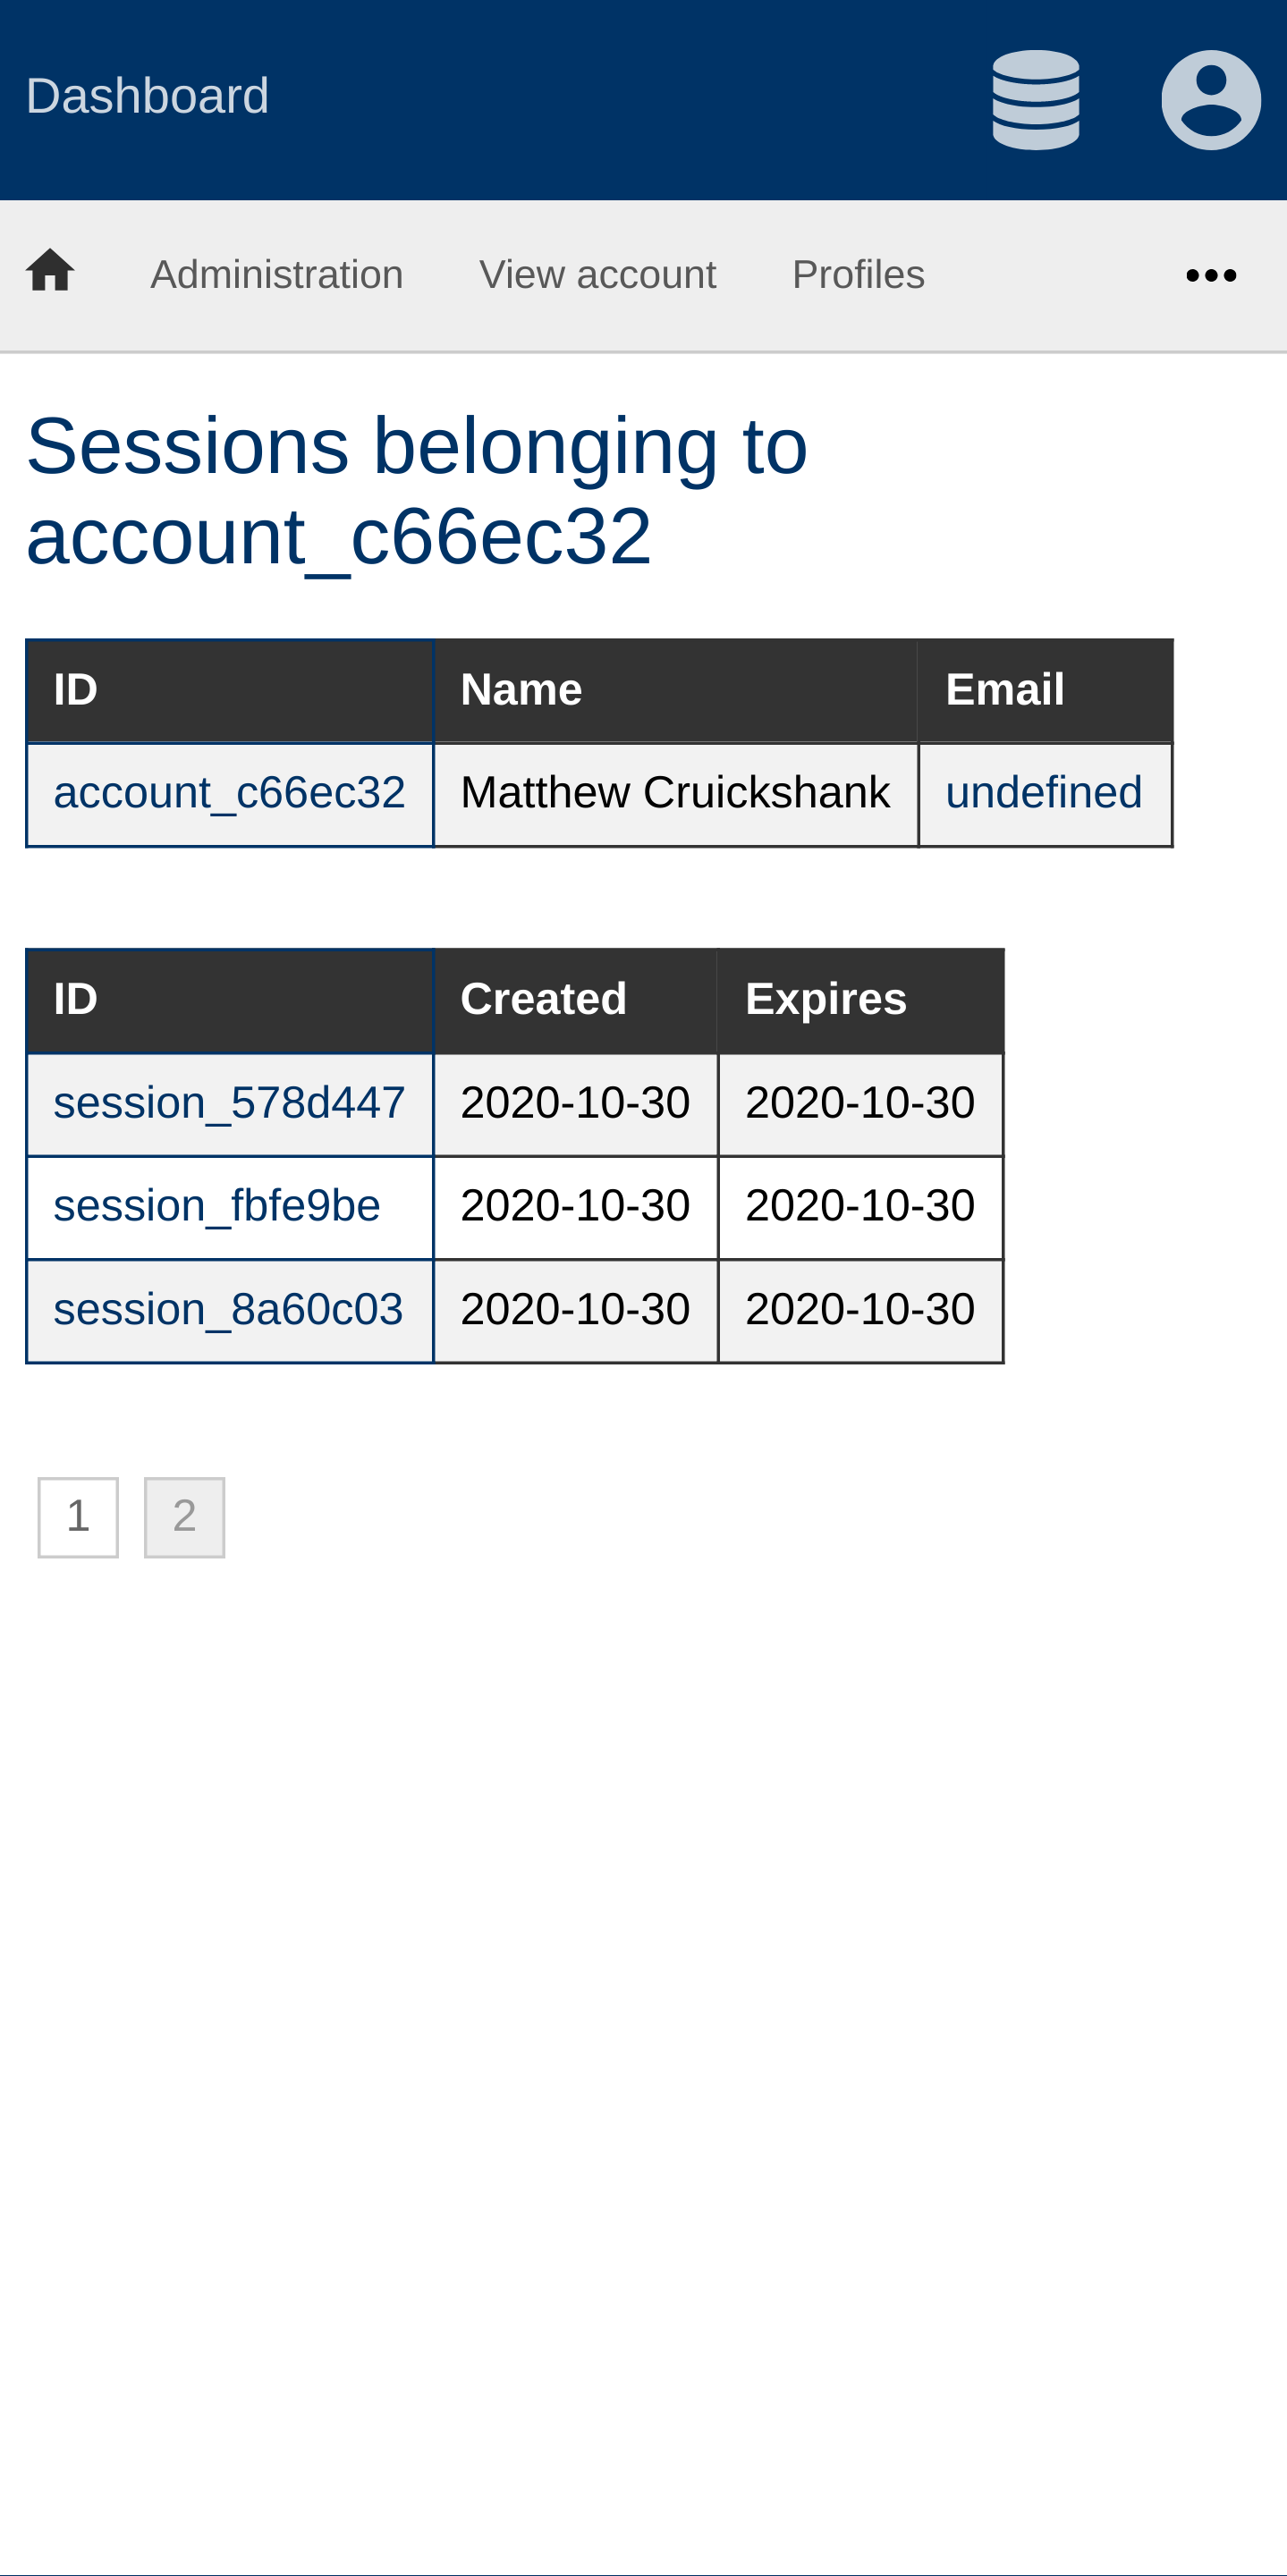 Dashboard
Administration View account Profiles
Sessions belonging to
account_c66ec32
ID Name Email
account_c66ec32 Matthew Cruickshank undefined
ID Created Expires
session_578d447 2020-10-30 2020-10-30
session_fbfe9be 2020-10-30 2020-10-30
session_8a60c03 2020-10-30 2020-10-30
1 2